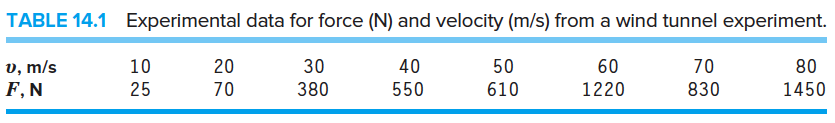 TABLE 14.1 Experimental data for force (N) and velocity (m/s) from a wind tunnel experiment.
υ, m/s 10 20 30 40 50 60 70 80
F, N 25 70 380 550 610 1220 830 1450